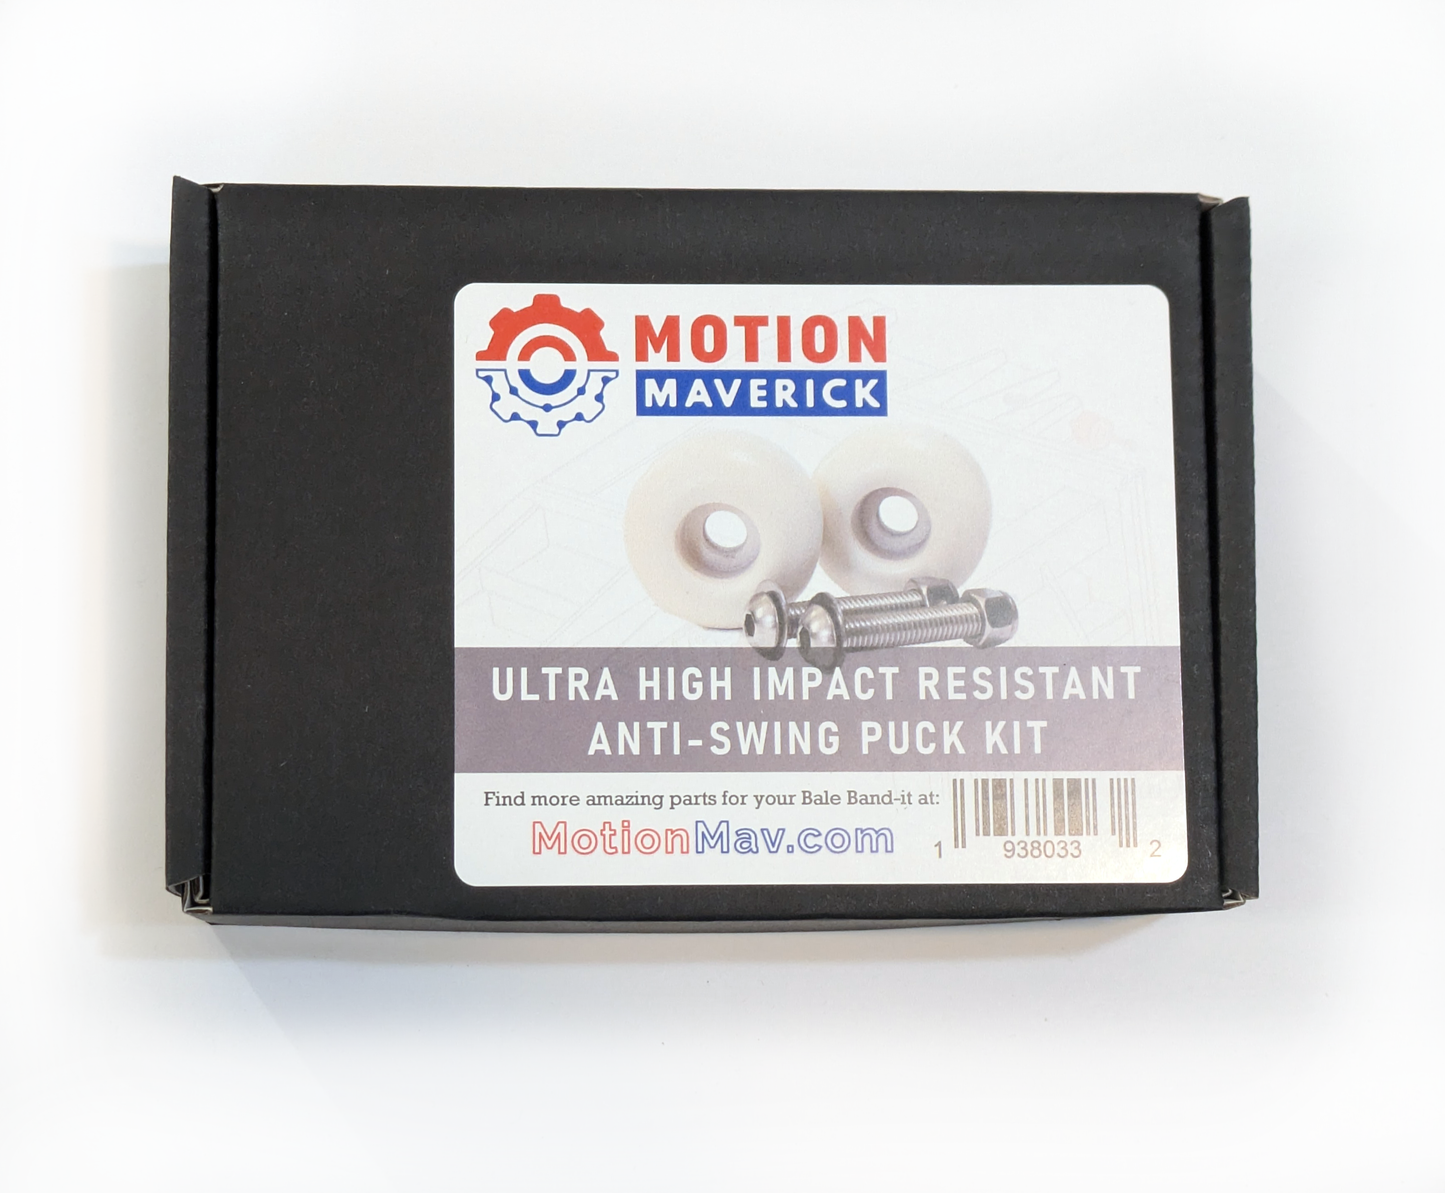 MOTION
MAVERICK
ULTRA HIGH IMPACT RESISTANT
ANTI-SWING PUCK KIT
Find more amazing parts for your Bale Band-it at:
MotionMav.com
1 938033 2